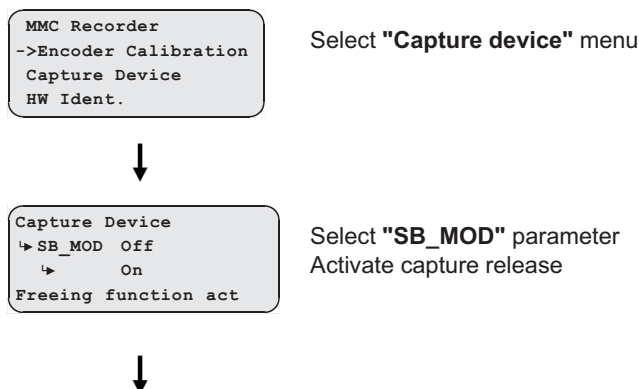 MMC Recorder
->Encoder Calibration
Capture Device
HW Ident.
Select "Capture device" menu
Capture Device
↳ SB_MOD Off
↳ On
Freeing function act
Select "SB_MOD" parameter
Activate capture release